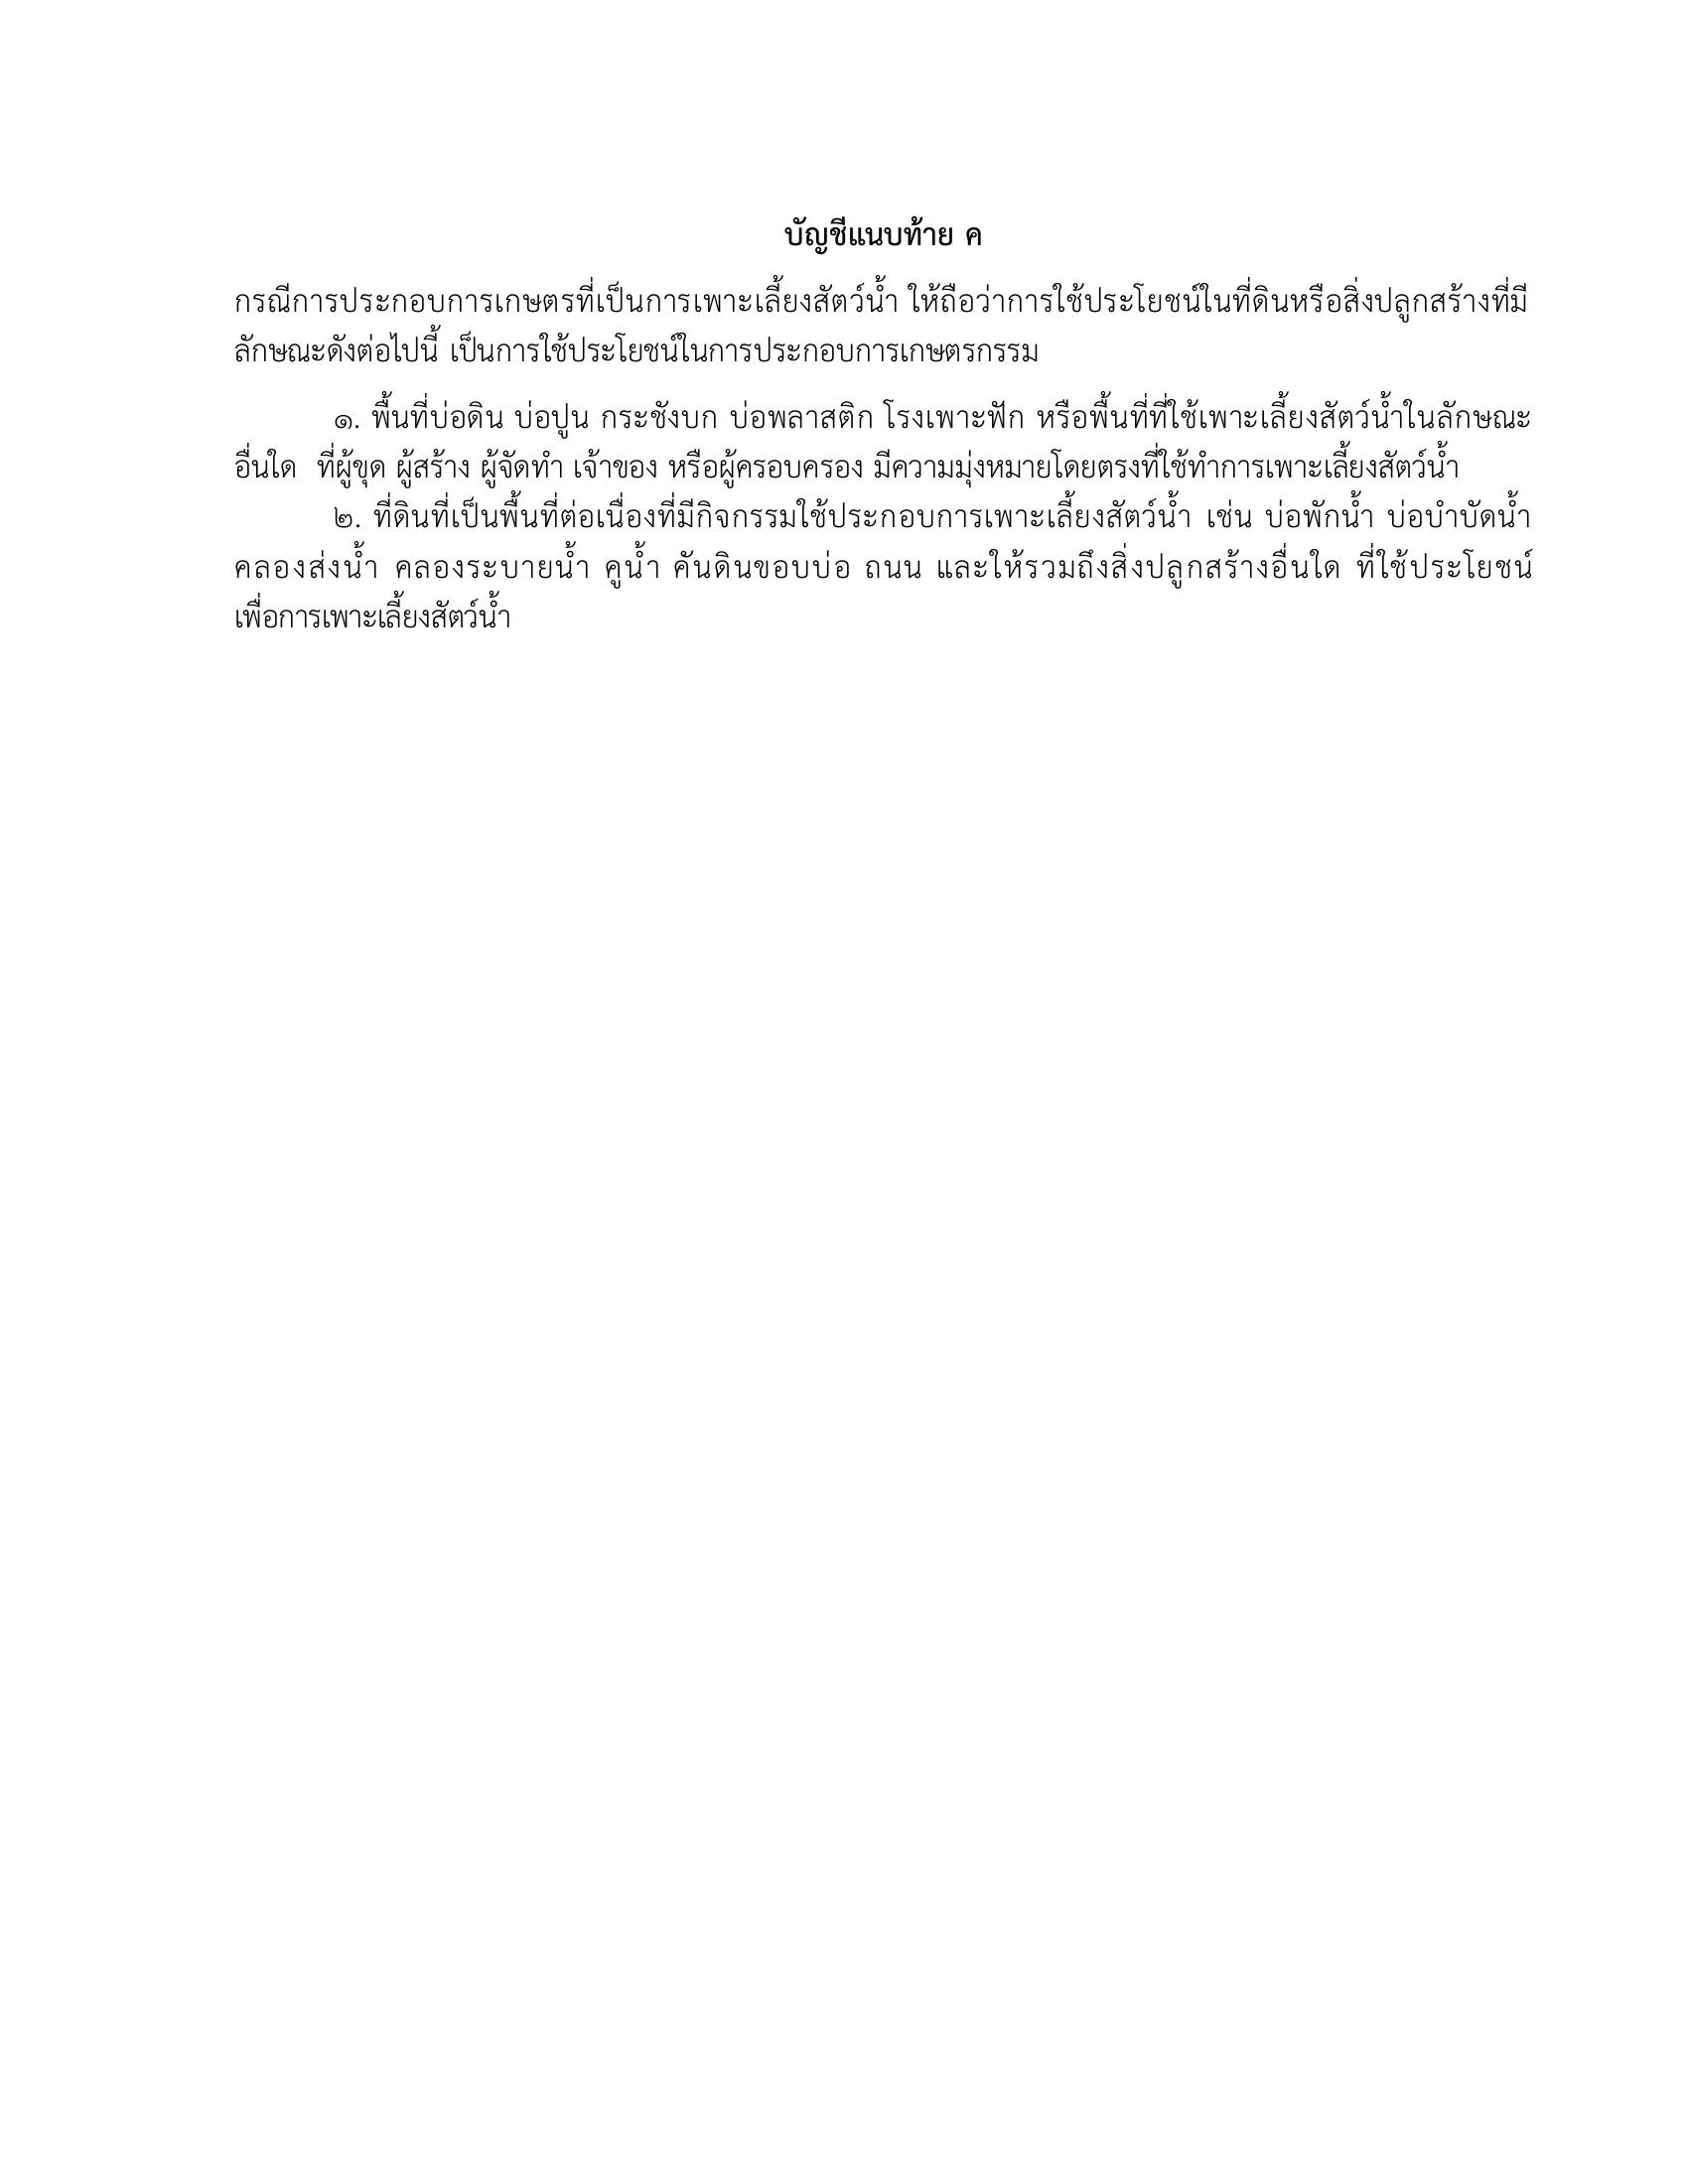 บัญชีแนบท้าย ค
กรณีการประกอบการเกษตรที่เป็นการเพาะเลี้ยงสัตว์น้ำ ให้ถือว่าการใช้ประโยชน์ในที่ดินหรือสิ่งปลูกสร้างที่มี
ลักษณะดังต่อไปนี้ เป็นการใช้ประโยชน์ในการประกอบการเกษตรกรรม
๑. พื้นที่บ่อดิน บ่อปูน กระชังบก บ่อพลาสติก โรงเพาะฟัก หรือพื้นที่ที่ใช้เพาะเลี้ยงสัตว์น้ำในลักษณะ
อื่นใด ที่ผู้ขุด ผู้สร้าง ผู้จัดทำ เจ้าของ หรือผู้ครอบครอง มีความมุ่งหมายโดยตรงที่ใช้ทำการเพาะเลี้ยงสัตว์น้ำ
๒. ที่ดินที่เป็นพื้นที่ต่อเนื่องที่มีกิจกรรมใช้ประกอบการเพาะเลี้ยงสัตว์น้ำ เช่น บ่อพักน้ำ บ่อบำบัดน้ำ
คลองส่งน้ำ คลองระบายน้ำ คูน้ำ คันดินขอบบ่อ ถนน และให้รวมถึงสิ่งปลูกสร้างอื่นใด ที่ใช้ประโยชน์
เพื่อการเพาะเลี้ยงสัตว์น้ำ